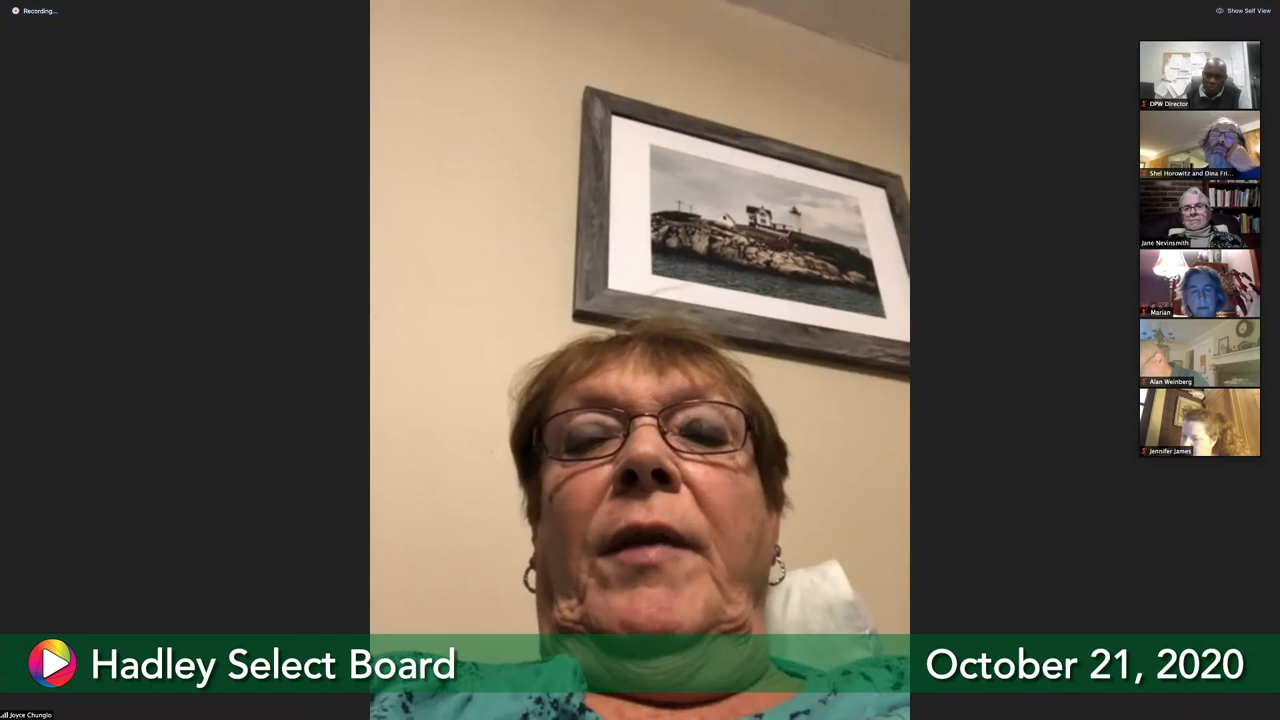 Recording...
Show Self View
DPW Director
Shel Horowitz and Dina Fri...
Jane Nevinsmith
Marian
Alan Weinberg
Jennifer James
Hadley Select Board
October 21, 2020
Joyce Chunglo